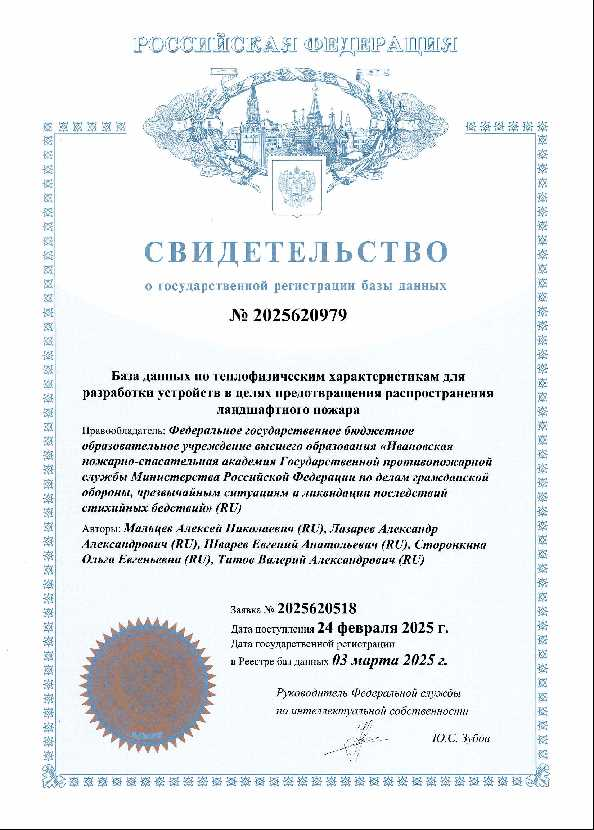 РОССИЙСКАЯ ФЕДЕРАЦИЯ
СВИДЕТЕЛЬСТВО
о государственной регистрации базы данных
№ 2025620979
База данных по теплофизическим характеристикам для
разработки устройств в целях предотвращения распространения
ландшафтного пожара
Правообладатель: Федеральное государственное бюджетное
образовательное учреждение высшего образования «Ивановская
пожарно-спасательная академия Государственной противопожарной
службы Министерства Российской Федерации по делам гражданской
обороны, чрезвычайным ситуациям и ликвидации последствий
стихийных бедствий» (RU)
Авторы: Мальцев Алексей Николаевич (RU), Лазарев Александр
Александрович (RU), Шварев Евгений Анатольевич (RU), Сторонкина
Ольга Евгеньевна (RU), Титов Валерий Александрович (RU)
Заявка № 2025620518
Дата поступления 24 февраля 2025 г.
Дата государственной регистрации
в Реестре баз данных 03 марта 2025 г.
Руководитель Федеральной службы
по интеллектуальной собственности
Ю.С. Зубов